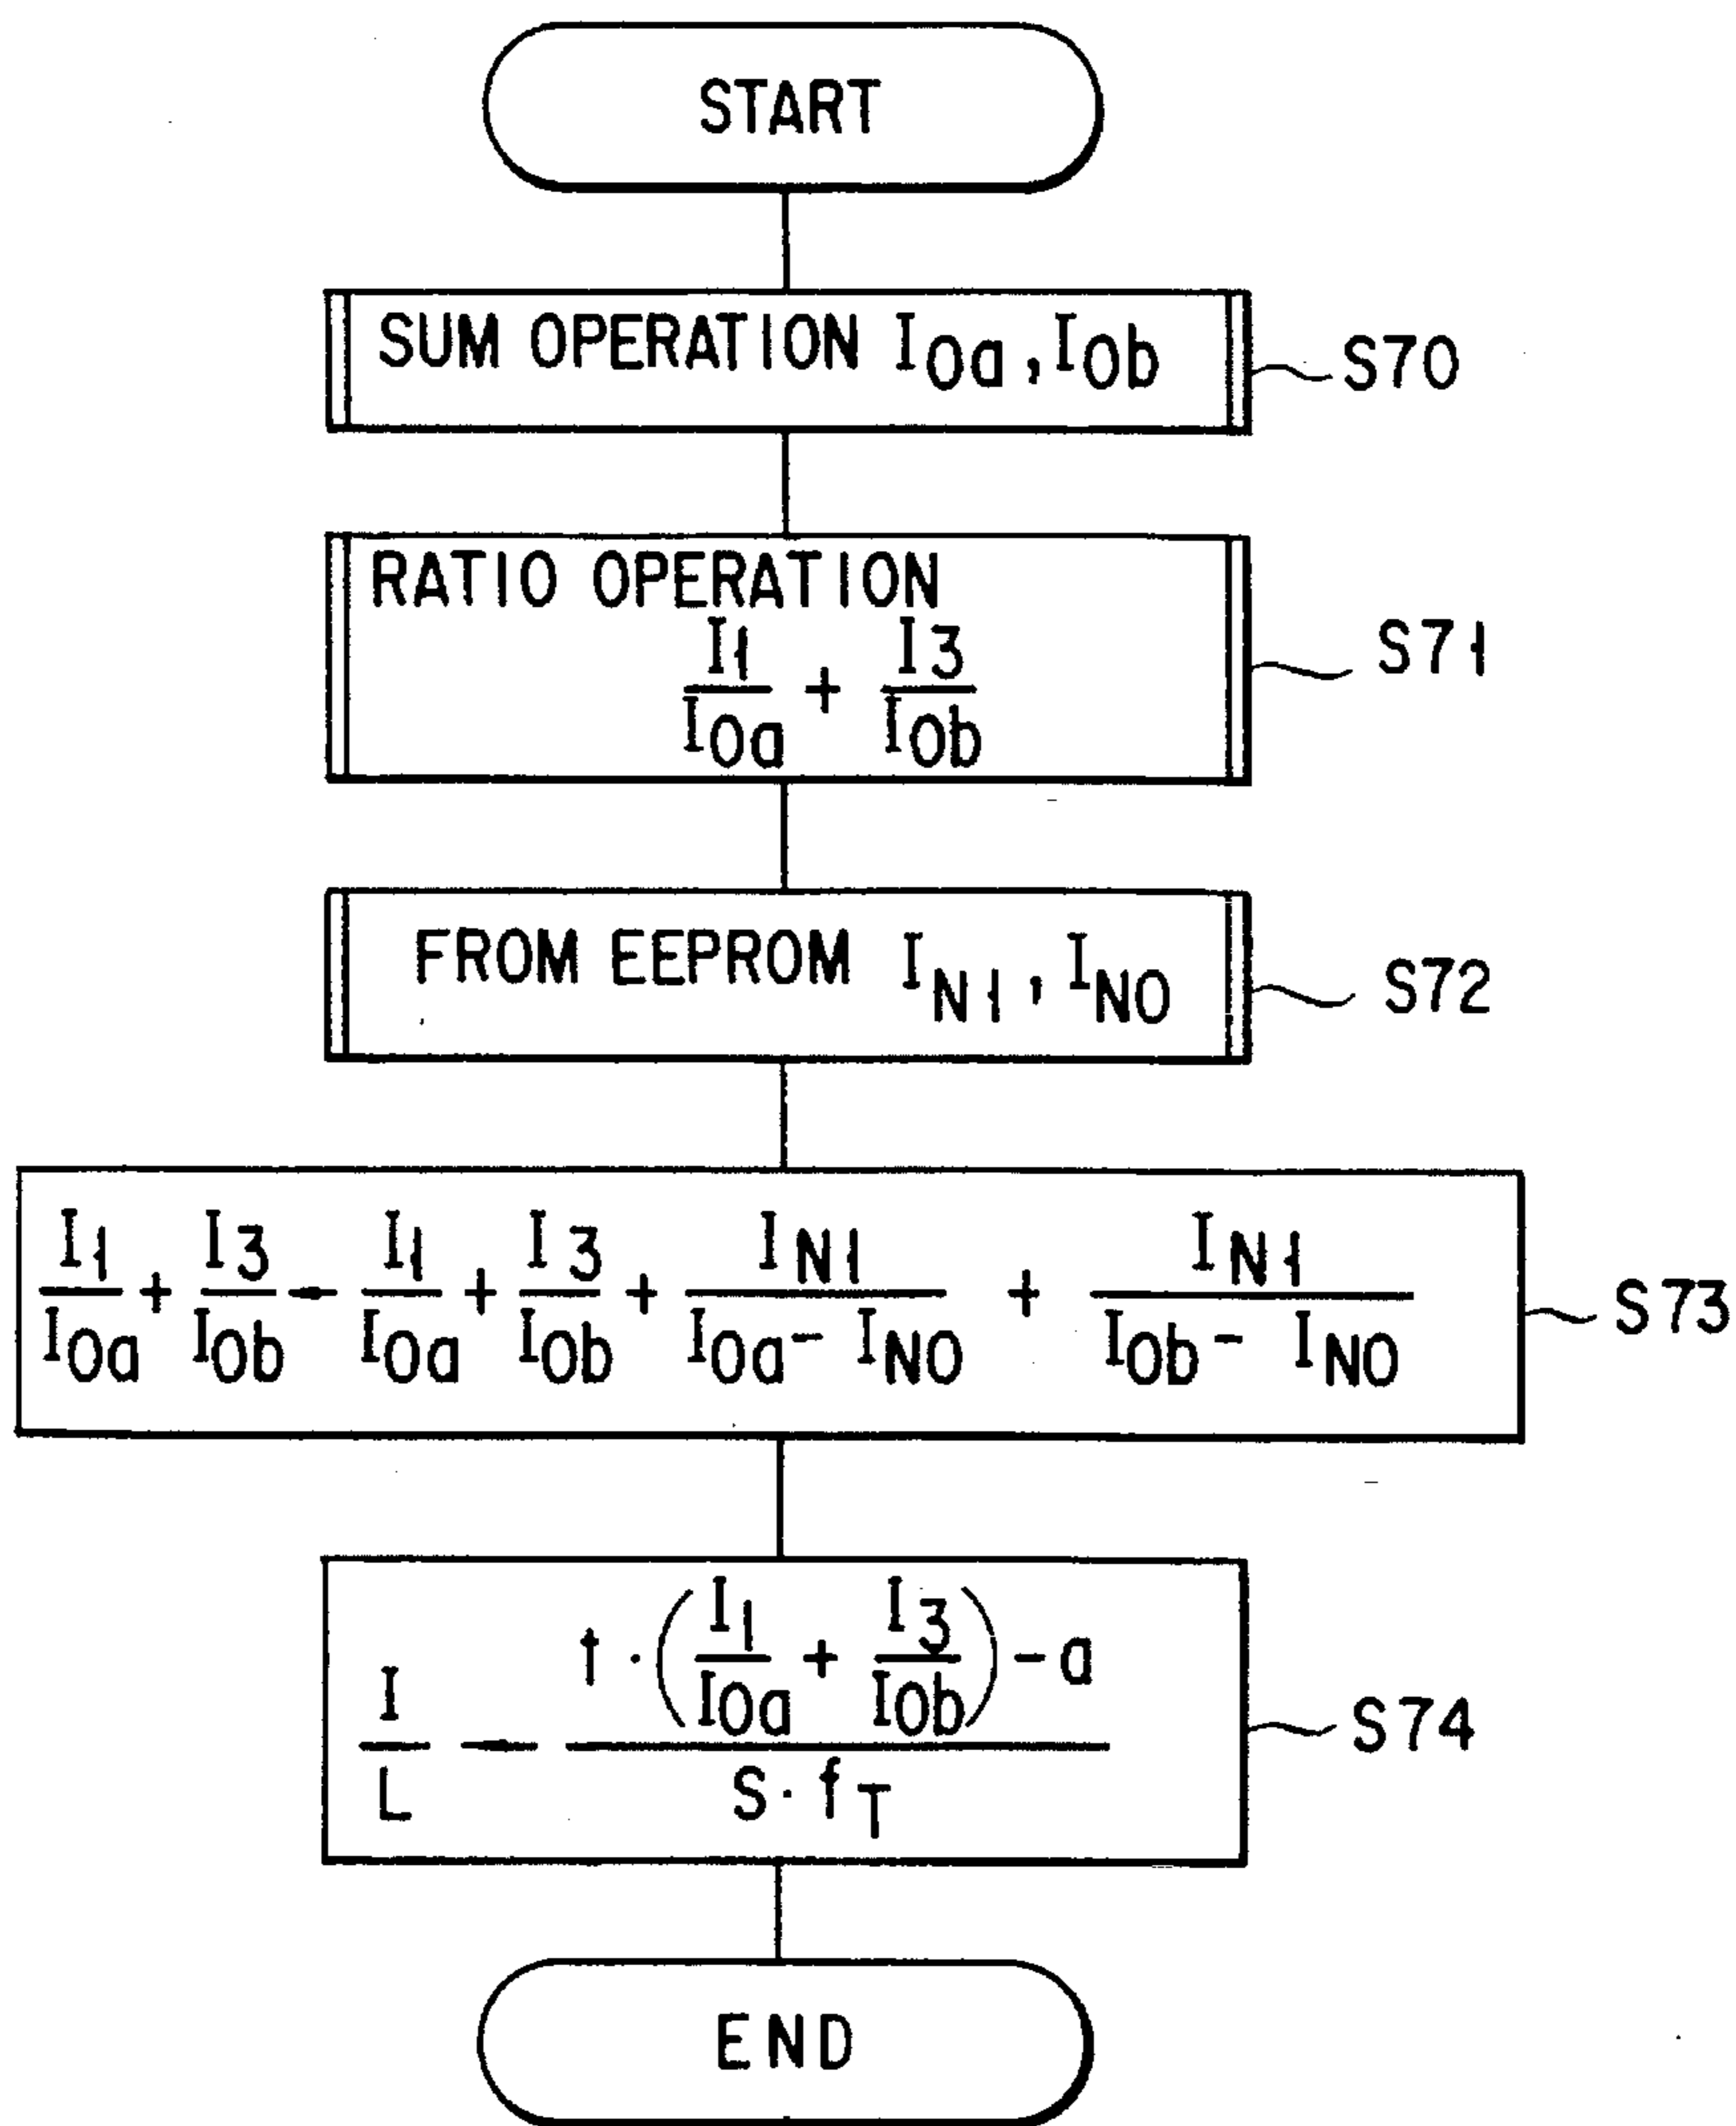 START
SUM OPERATION I0a, I0b
S70
RATIO OPERATION
I1/I0a + I3/I0b
S71
FROM EEPROM IN1, IN0
S72
I1/I0a + I3/I0b ← I1/I0a + I3/I0b + IN1/(I0a - IN0) + IN1/(I0b - IN0)
S73
I/L ← (t · (I1/I0a + I3/I0b) - a)/(S · fT)
S74
END